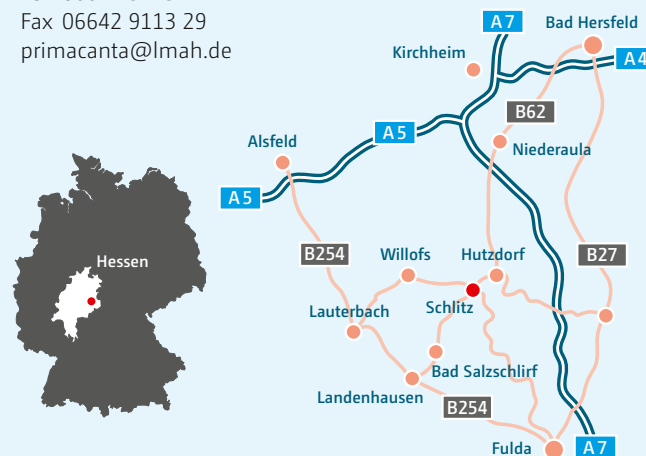 Fax 06642 9113 29
primacanta@lmah.de
A7
Bad Hersfeld
Kirchheim
A4
B62
A5
Alsfeld
Niederaula
A5
Hessen
B254
Willofs
Hutzdorf
B27
Lauterbach
Schlitz
Bad Salzschlirf
Landenhausen
B254
Fulda
A7